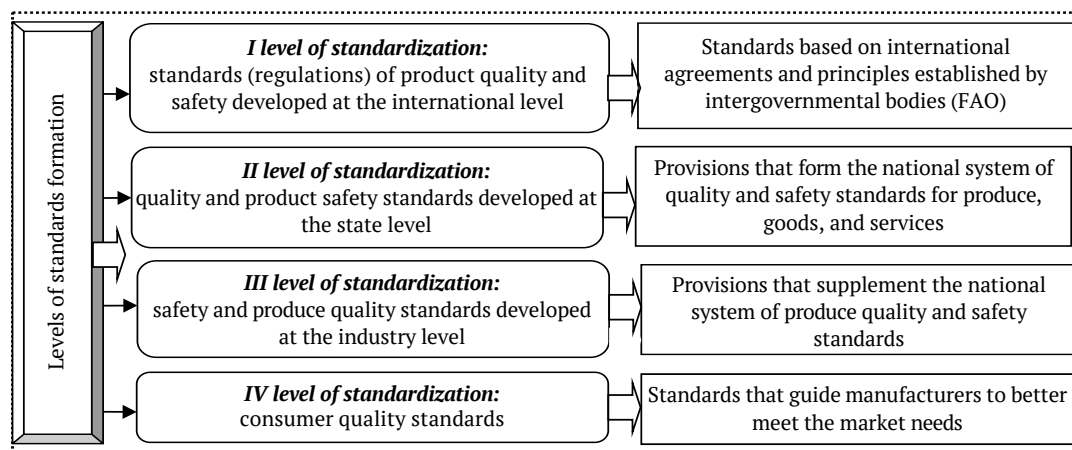 Levels of standards formation
I level of standardization:
standards (regulations) of product quality and
safety developed at the international level
Standards based on international
agreements and principles established by
intergovernmental bodies (FAO)
II level of standardization:
quality and product safety standards developed at
the state level
Provisions that form the national system of
quality and safety standards for produce,
goods, and services
III level of standardization:
safety and produce quality standards developed
at the industry level
Provisions that supplement the national
system of produce quality and safety
standards
IV level of standardization:
consumer quality standards
Standards that guide manufacturers to better
meet the market needs